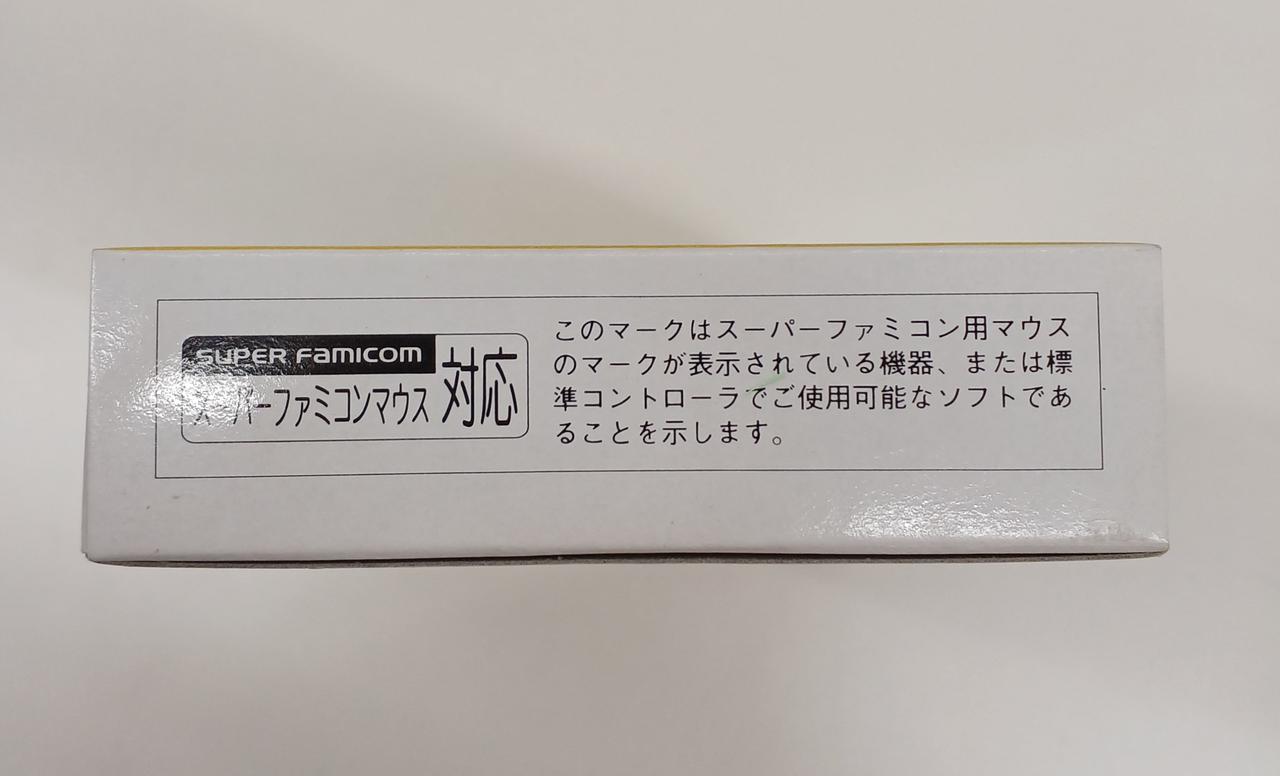 SUPER FAMICOM
スーパーファミコンマウス 対応
このマークはスーパーファミコン用マウス
のマークが表示されている機器、または標
準コントローラでご使用可能なソフトであ
ることを示します。